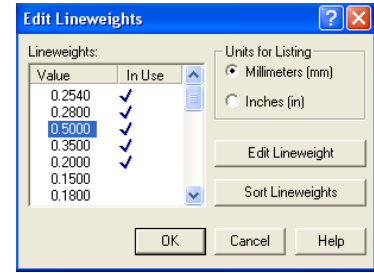 Edit Lineweights
Lineweights:
Value In Use
0.2540
0.2800
0.5000
0.3500
0.2000
0.1500
0.1800
Units for Listing
Millimeters (mm)
Inches (in)
Edit Lineweight
Sort Lineweights
OK Cancel Help